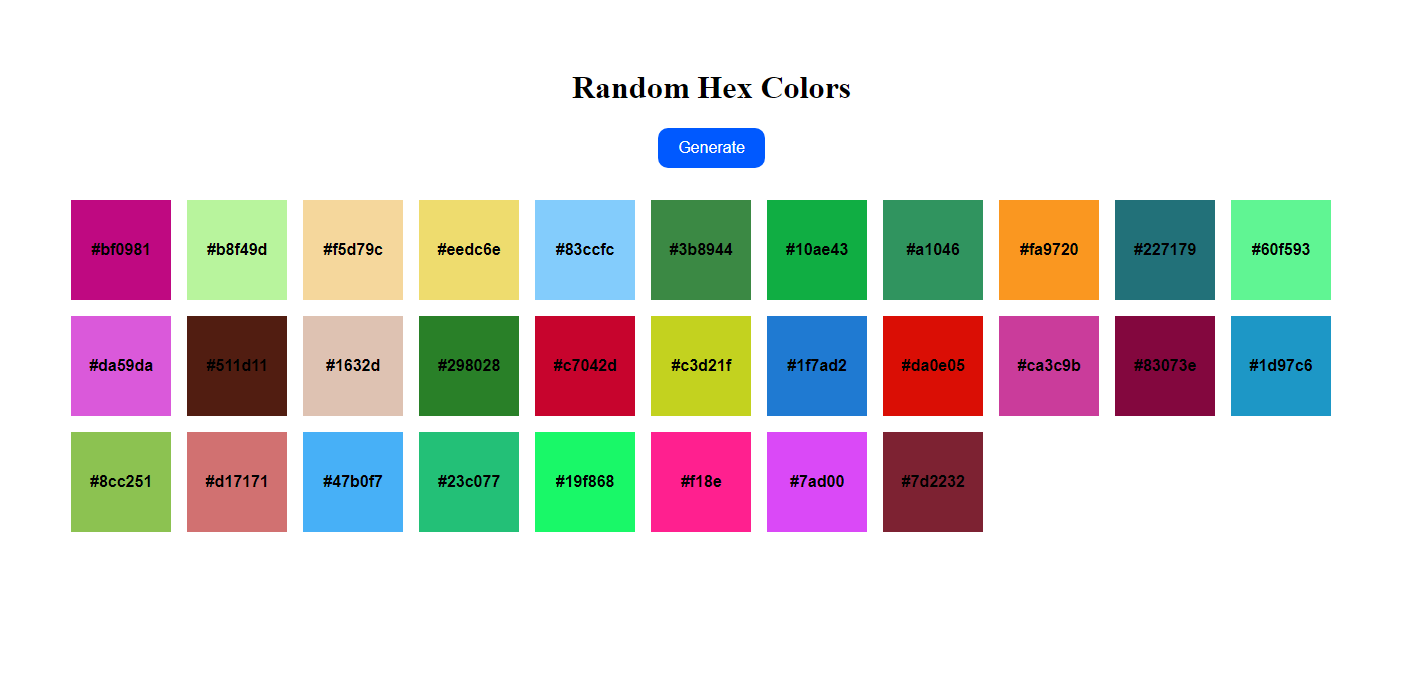 Random Hex Colors
Generate
#bf0981 #b8f49d #f5d79c #eedc6e #83ccfc #3b8944 #10ae43 #a1046 #fa9720 #227179 #60f593
#da59da #511d11 #1632d #298028 #c7042d #c3d21f #1f7ad2 #da0e05 #ca3c9b #83073e #1d97c6
#8cc251 #d17171 #47b0f7 #23c077 #19f868 #f18e #7ad00 #7d2232